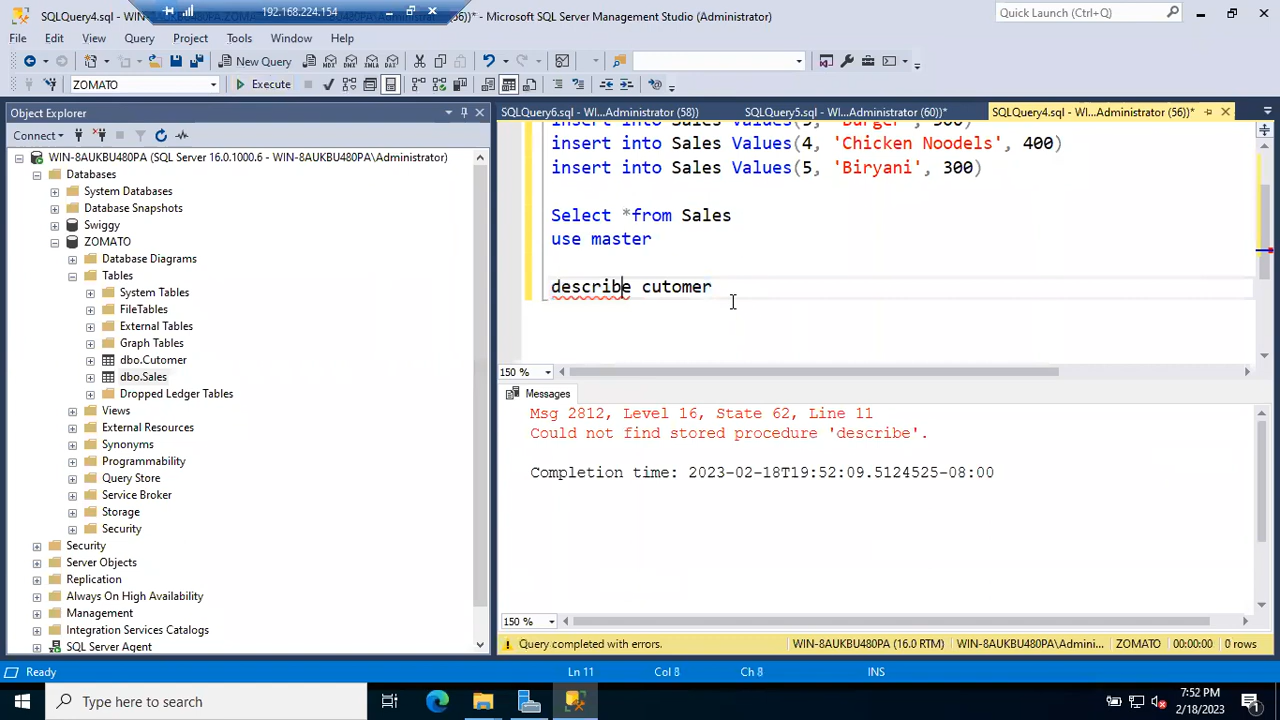 192.168.224.154
SQLQuery4.sql - WI... Administrator (56))* - Microsoft SQL Server Management Studio (Administrator)
Quick Launch (Ctrl+Q)
File Edit View Query Project Tools Window Help
New Query
ZOMATO
Execute
Object Explorer
SQLQuery6.sql - WI...Administrator (58))
SQLQuery5.sql - WI...Administrator (60))*
SQLQuery4.sql - WI...Administrator (56))*
Connect
WIN-8AUKBU480PA (SQL Server 16.0.1000.6 - WIN-8AUKBU480PA\Administrator)
Databases
System Databases
Database Snapshots
Swiggy
ZOMATO
Database Diagrams
Tables
System Tables
FileTables
External Tables
Graph Tables
dbo.Cutomer
dbo.Sales
Dropped Ledger Tables
Views
External Resources
Synonyms
Programmability
Query Store
Service Broker
Storage
Security
Security
Server Objects
Replication
Always On High Availability
Management
Integration Services Catalogs
SQL Server Agent
insert into Sales Values(4, 'Chicken Noodels', 400)
insert into Sales Values(5, 'Biryani', 300)
Select *from Sales
use master
describe cutomer
150 %
Messages
Msg 2812, Level 16, State 62, Line 11
Could not find stored procedure 'describe'.
Completion time: 2023-02-18T19:52:09.5124525-08:00
150 %
Query completed with errors.
WIN-8AUKBU480PA (16.0 RTM)
WIN-8AUKBU480PA\Admini...
ZOMATO
00:00:00
0 rows
Ready
Ln 11
Col 8
Ch 8
INS
Type here to search
7:52 PM
2/18/2023
1